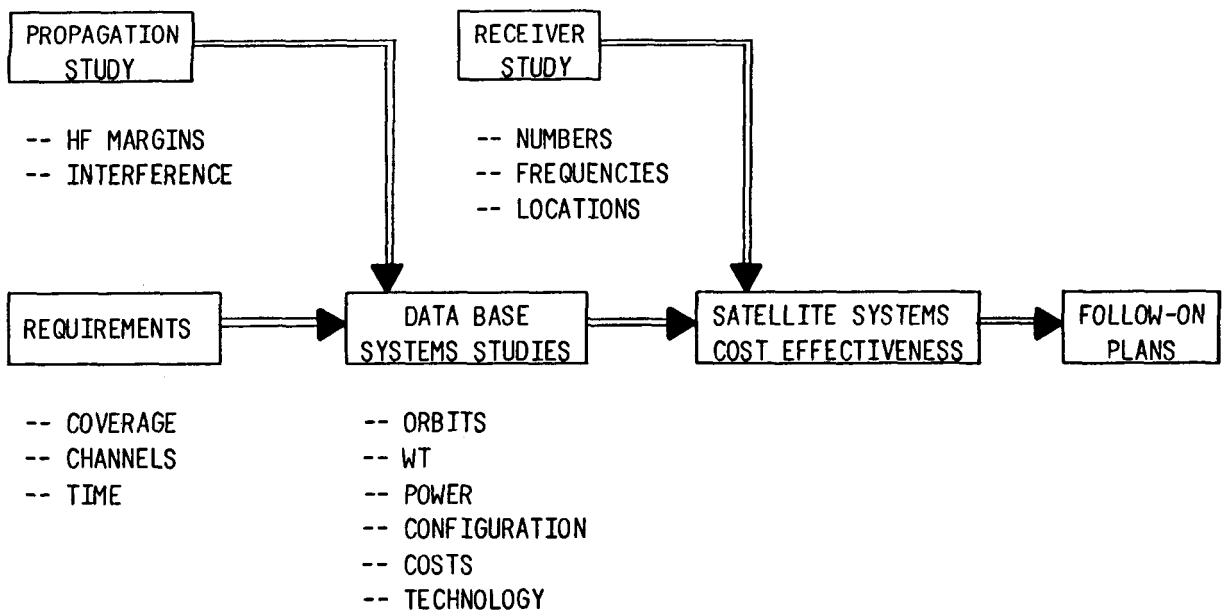 PROPAGATION
STUDY
-- HF MARGINS
-- INTERFERENCE
RECEIVER
STUDY
-- NUMBERS
-- FREQUENCIES
-- LOCATIONS
REQUIREMENTS
-- COVERAGE
-- CHANNELS
-- TIME
DATA BASE
SYSTEMS STUDIES
-- ORBITS
-- WT
-- POWER
-- CONFIGURATION
-- COSTS
-- TECHNOLOGY
SATELLITE SYSTEMS
COST EFFECTIVENESS
FOLLOW-ON
PLANS